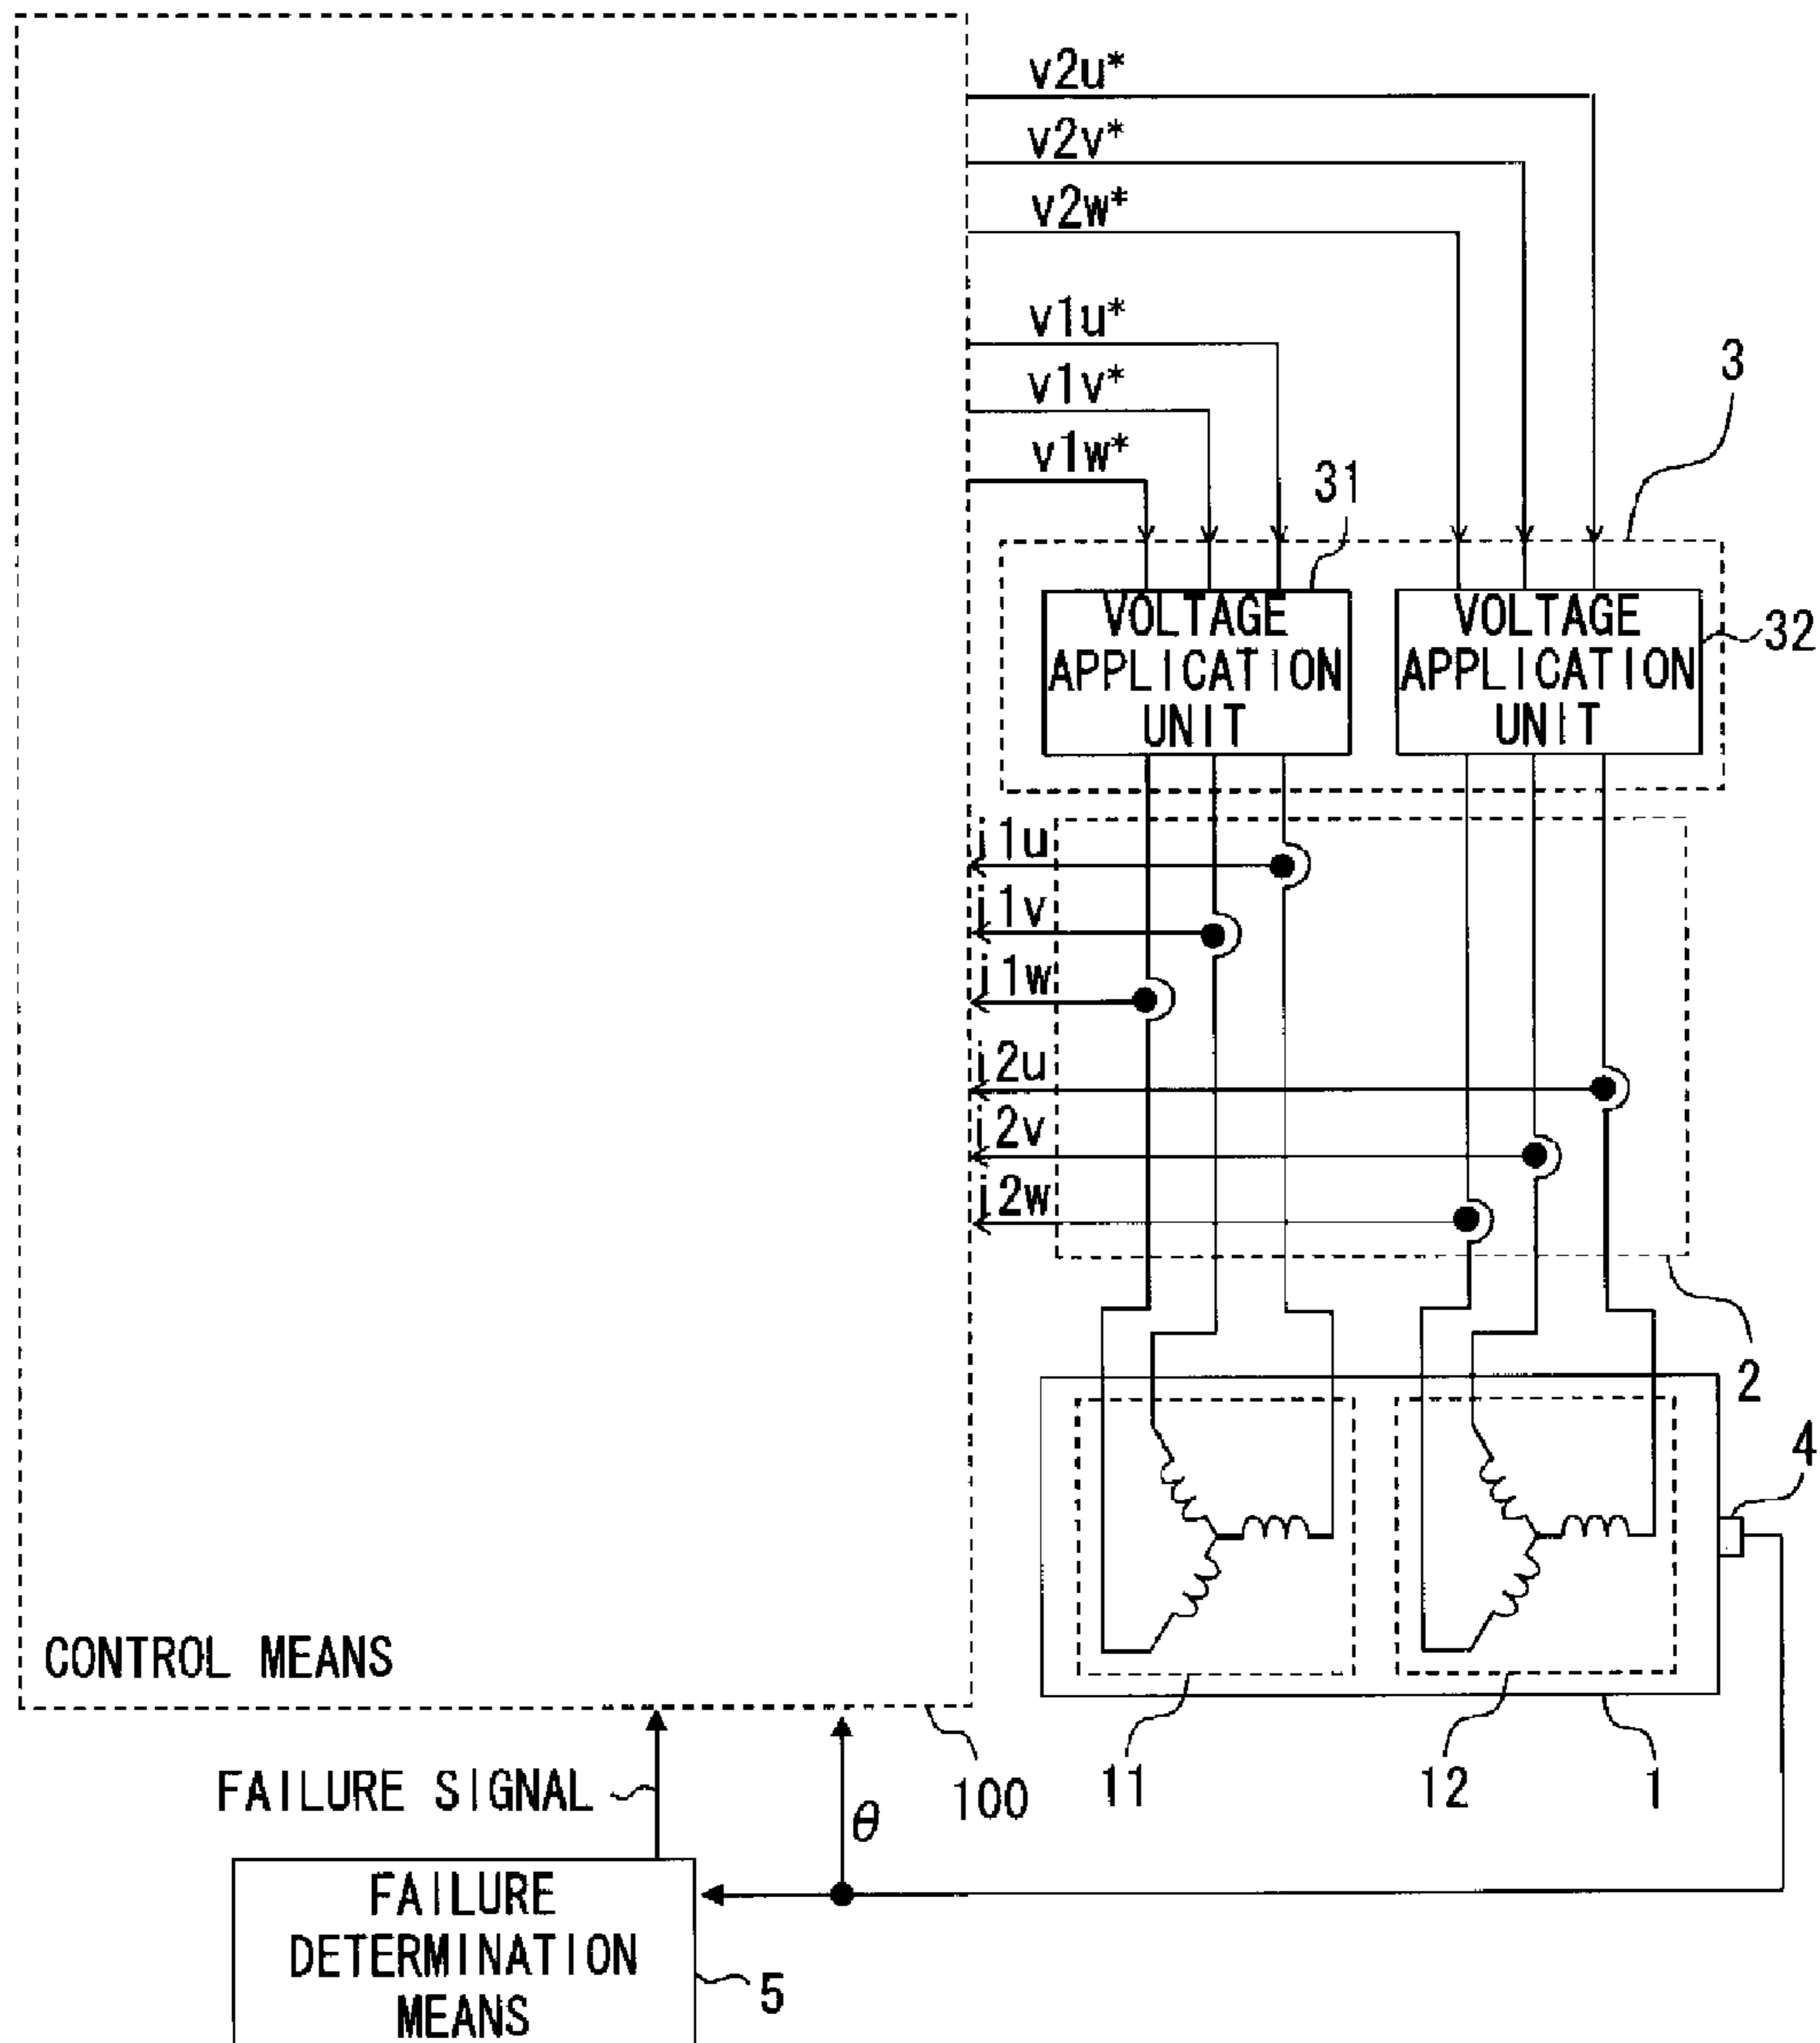 v2u*
v2v*
v2w*
v1u*
v1v*
v1w*
3
31
VOLTAGE
APPLICATION
UNIT
VOLTAGE
APPLICATION
UNIT
32
i1u
i1v
i1w
i2u
i2v
i2w
2
4
CONTROL MEANS
11
12
1
100
FAILURE SIGNAL
θ
FAILURE
DETERMINATION
MEANS
5